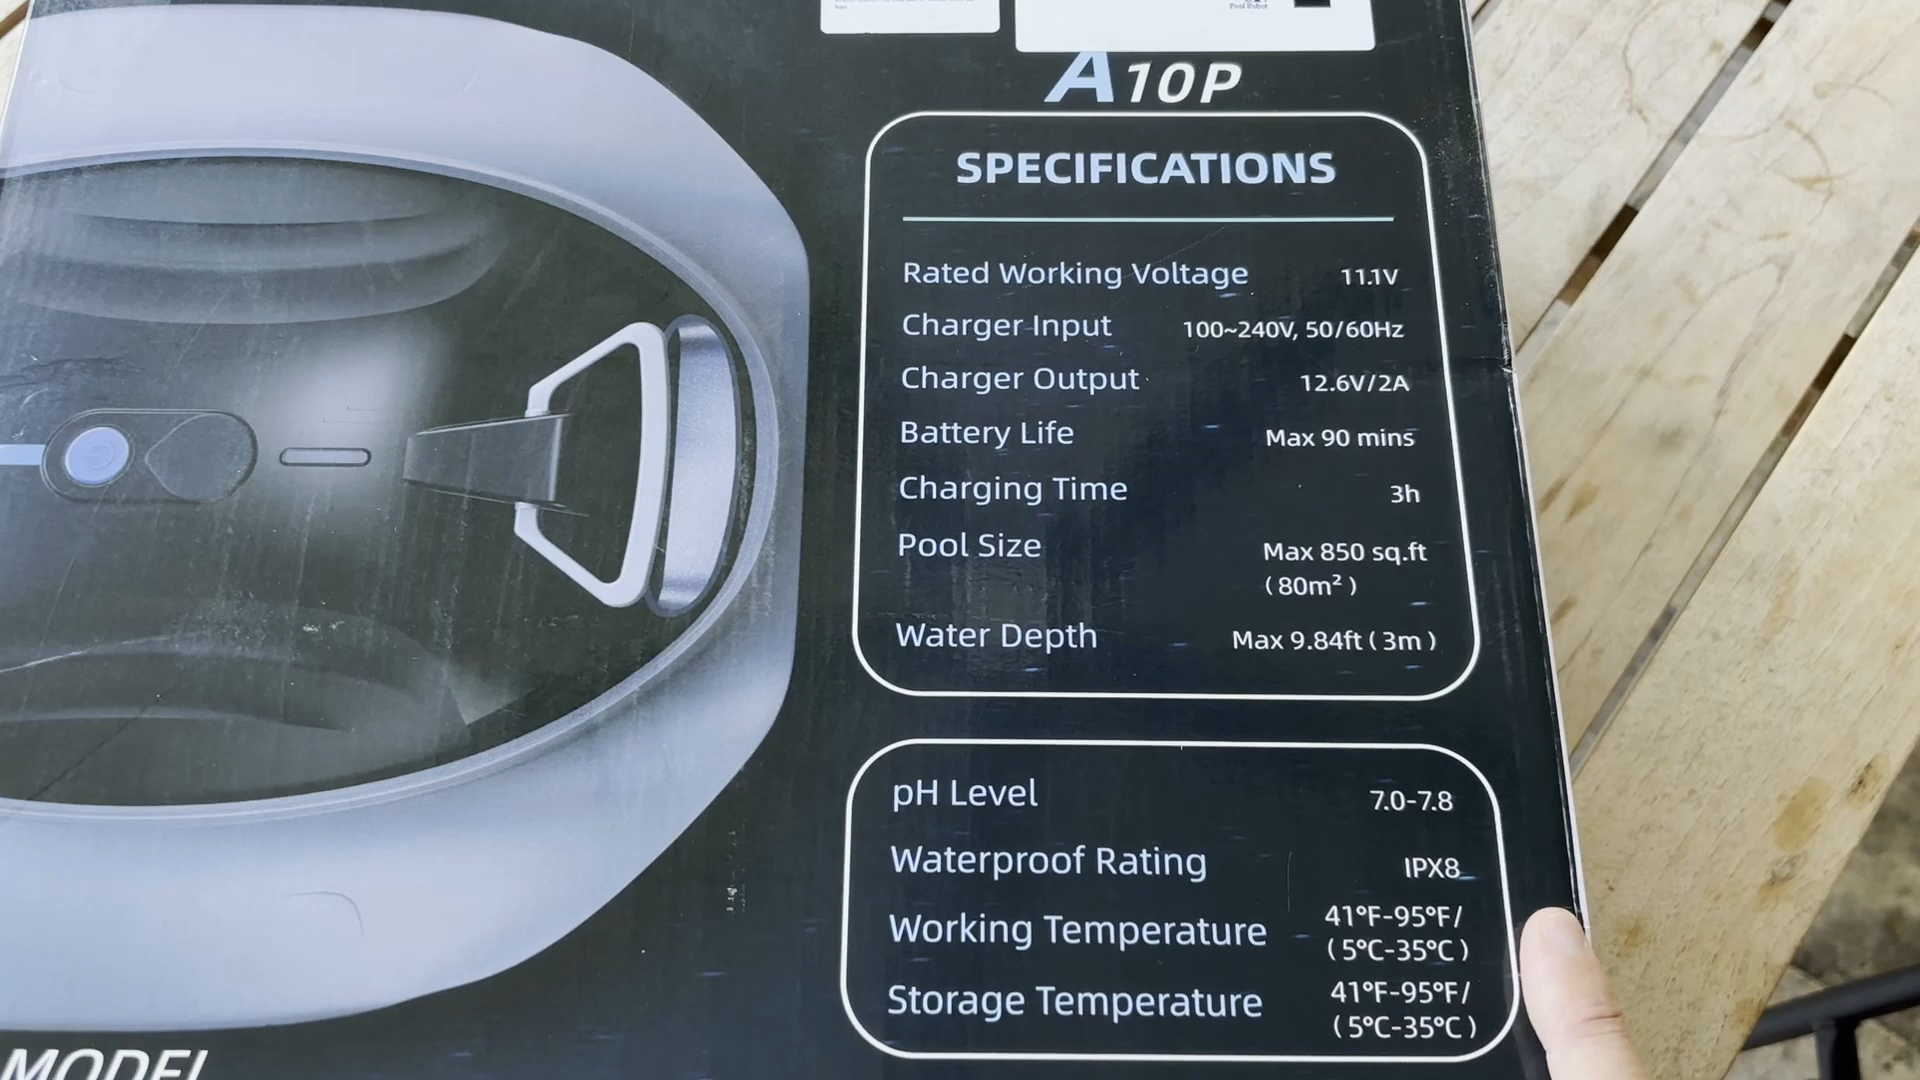 Pool Robot
A10P
SPECIFICATIONS
Rated Working Voltage 11.1V
Charger Input 100~240V, 50/60Hz
Charger Output 12.6V/2A
Battery Life Max 90 mins
Charging Time 3h
Pool Size Max 850 sq.ft
(80m²)
Water Depth Max 9.84ft (3m)
pH Level 7.0-7.8
Waterproof Rating IPX8
Working Temperature 41°F-95°F/
(5°C-35°C)
Storage Temperature 41°F-95°F/
(5°C-35°C)
MODEL